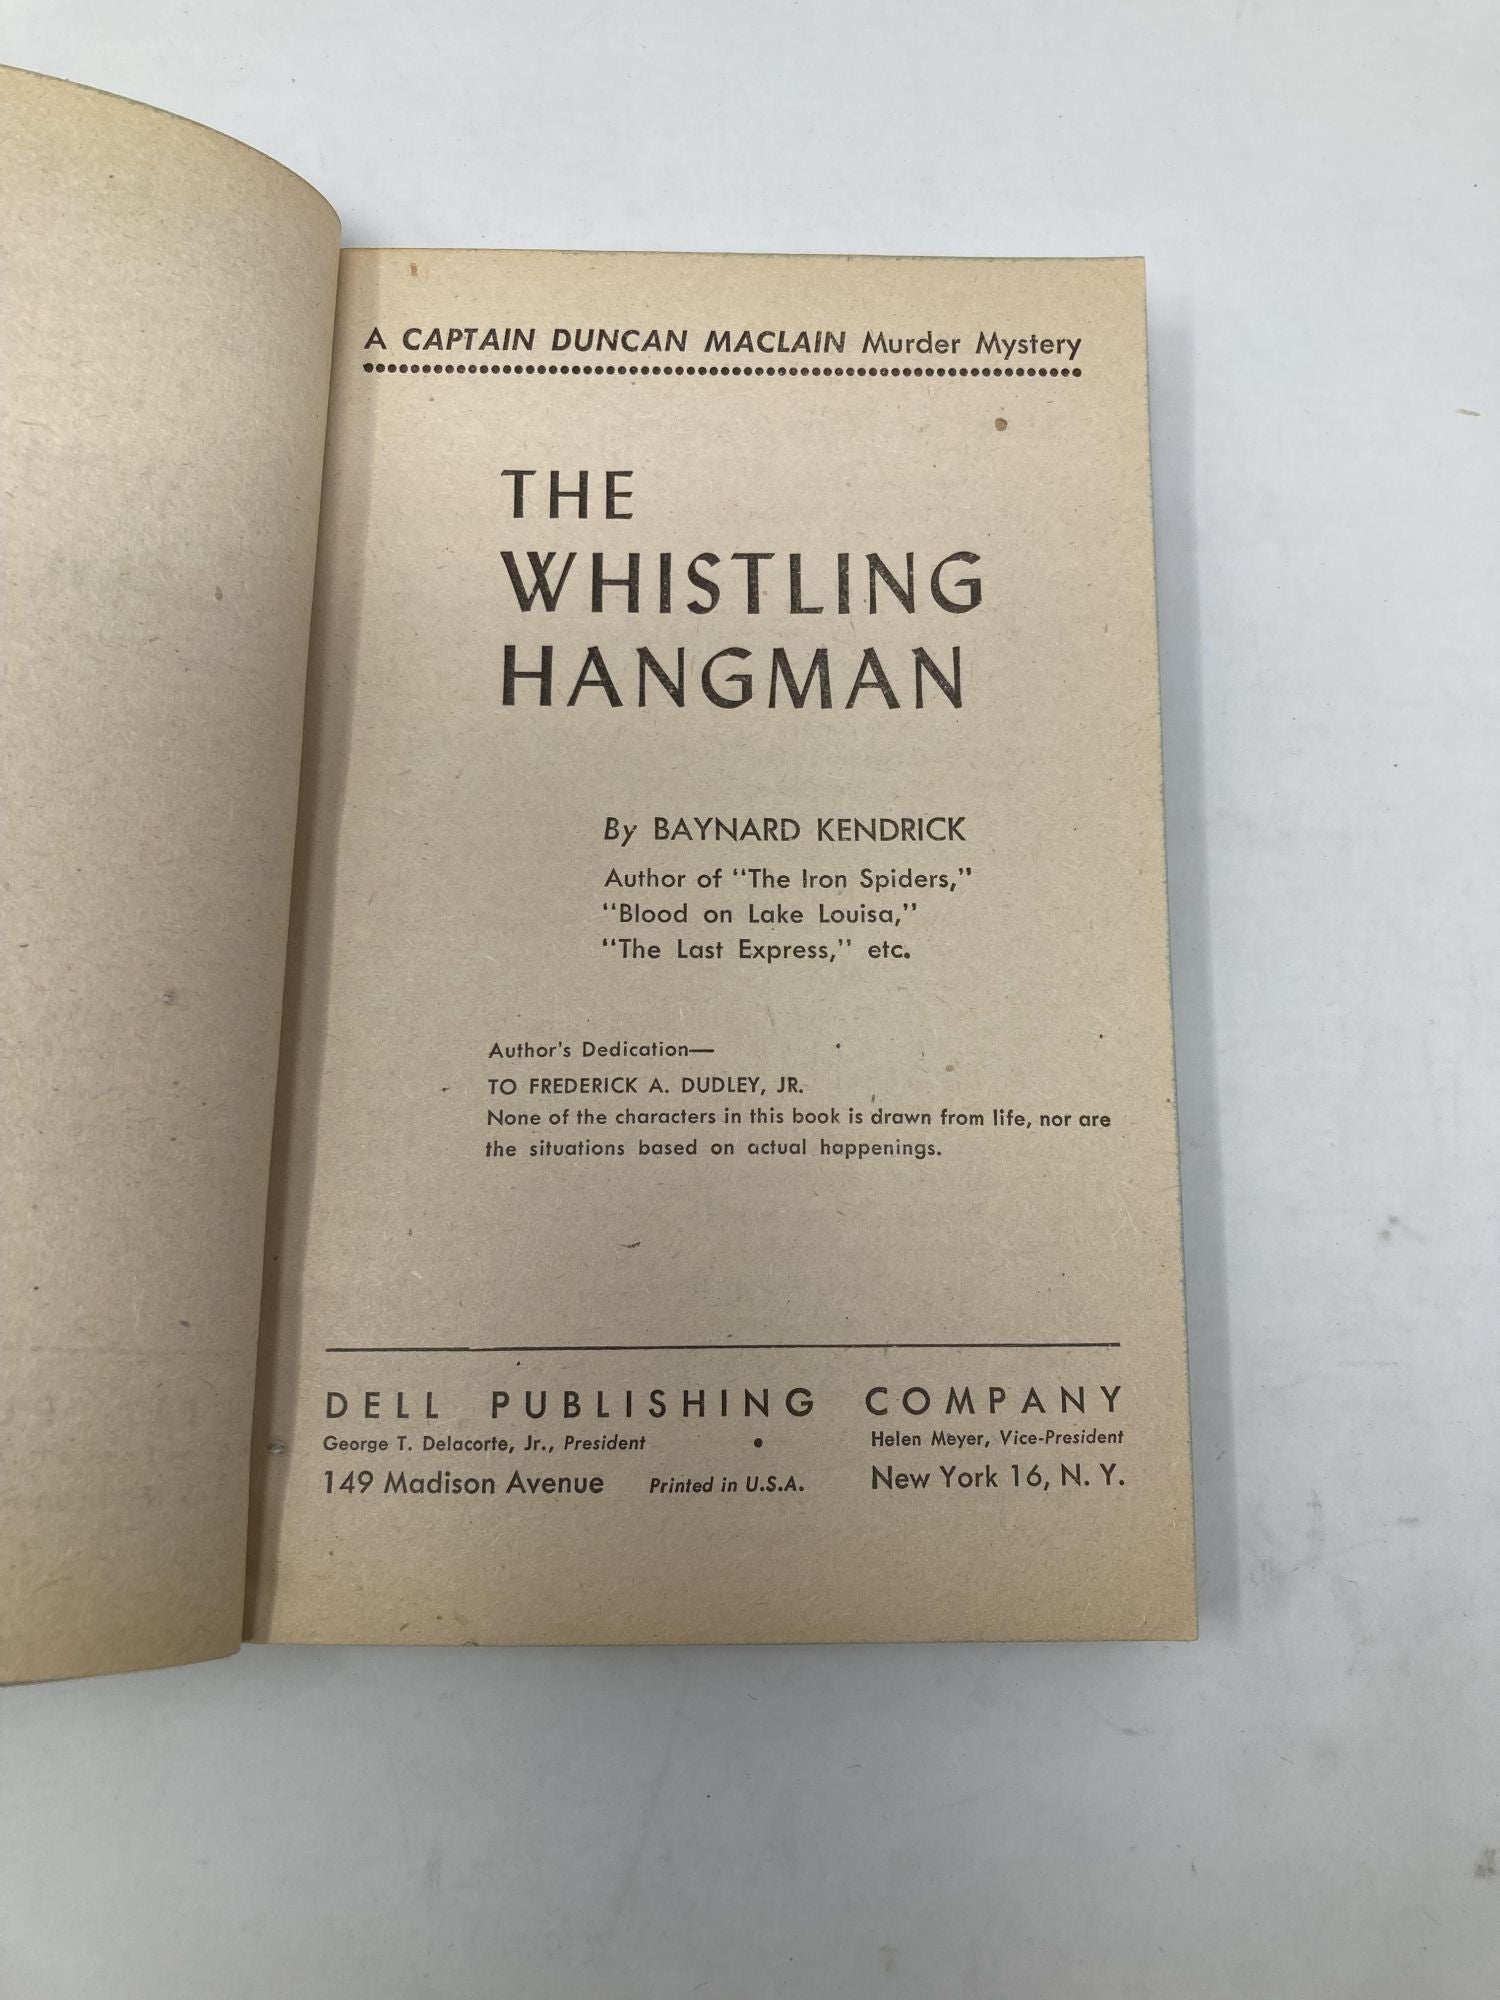 A CAPTAIN DUNCAN MACLAIN Murder Mystery
THE
WHISTLING
HANGMAN
By BAYNARD KENDRICK
Author of "The Iron Spiders,"
"Blood on Lake Louisa,"
"The Last Express," etc.
Author's Dedication—
TO FREDERICK A. DUDLEY, JR.
None of the characters in this book is drawn from life, nor are
the situations based on actual happenings.
DELL PUBLISHING COMPANY
George T. Delacorte, Jr., President • Helen Meyer, Vice-President
149 Madison Avenue Printed in U.S.A. New York 16, N. Y.